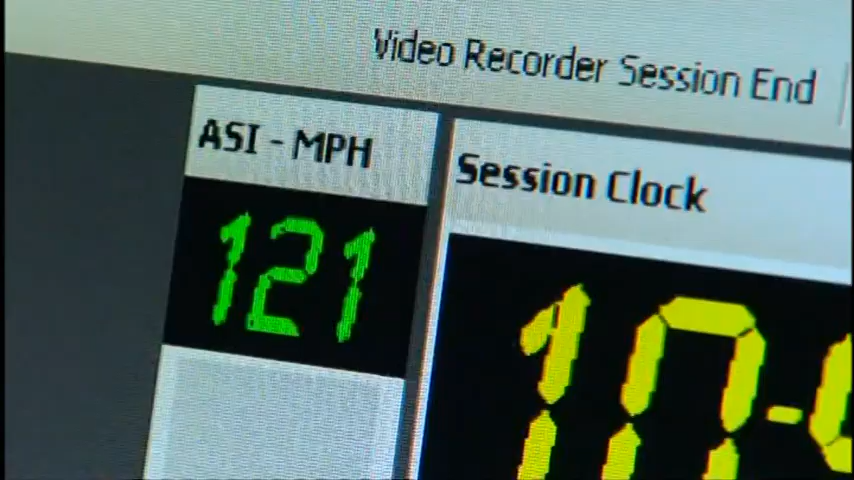 Video Recorder Session End
ASI - MPH
Session Clock
121